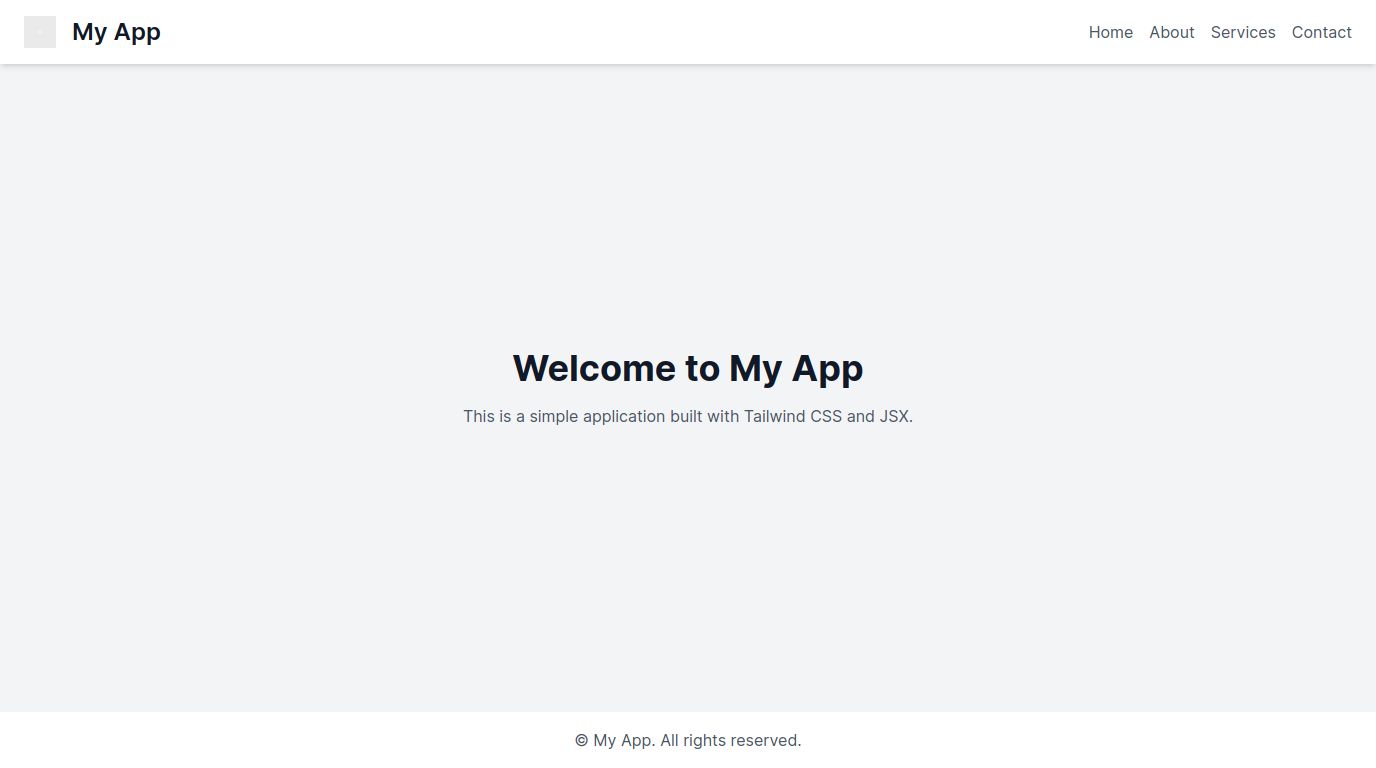 My App
Home About Services Contact
Welcome to My App
This is a simple application built with Tailwind CSS and JSX.
© My App. All rights reserved.